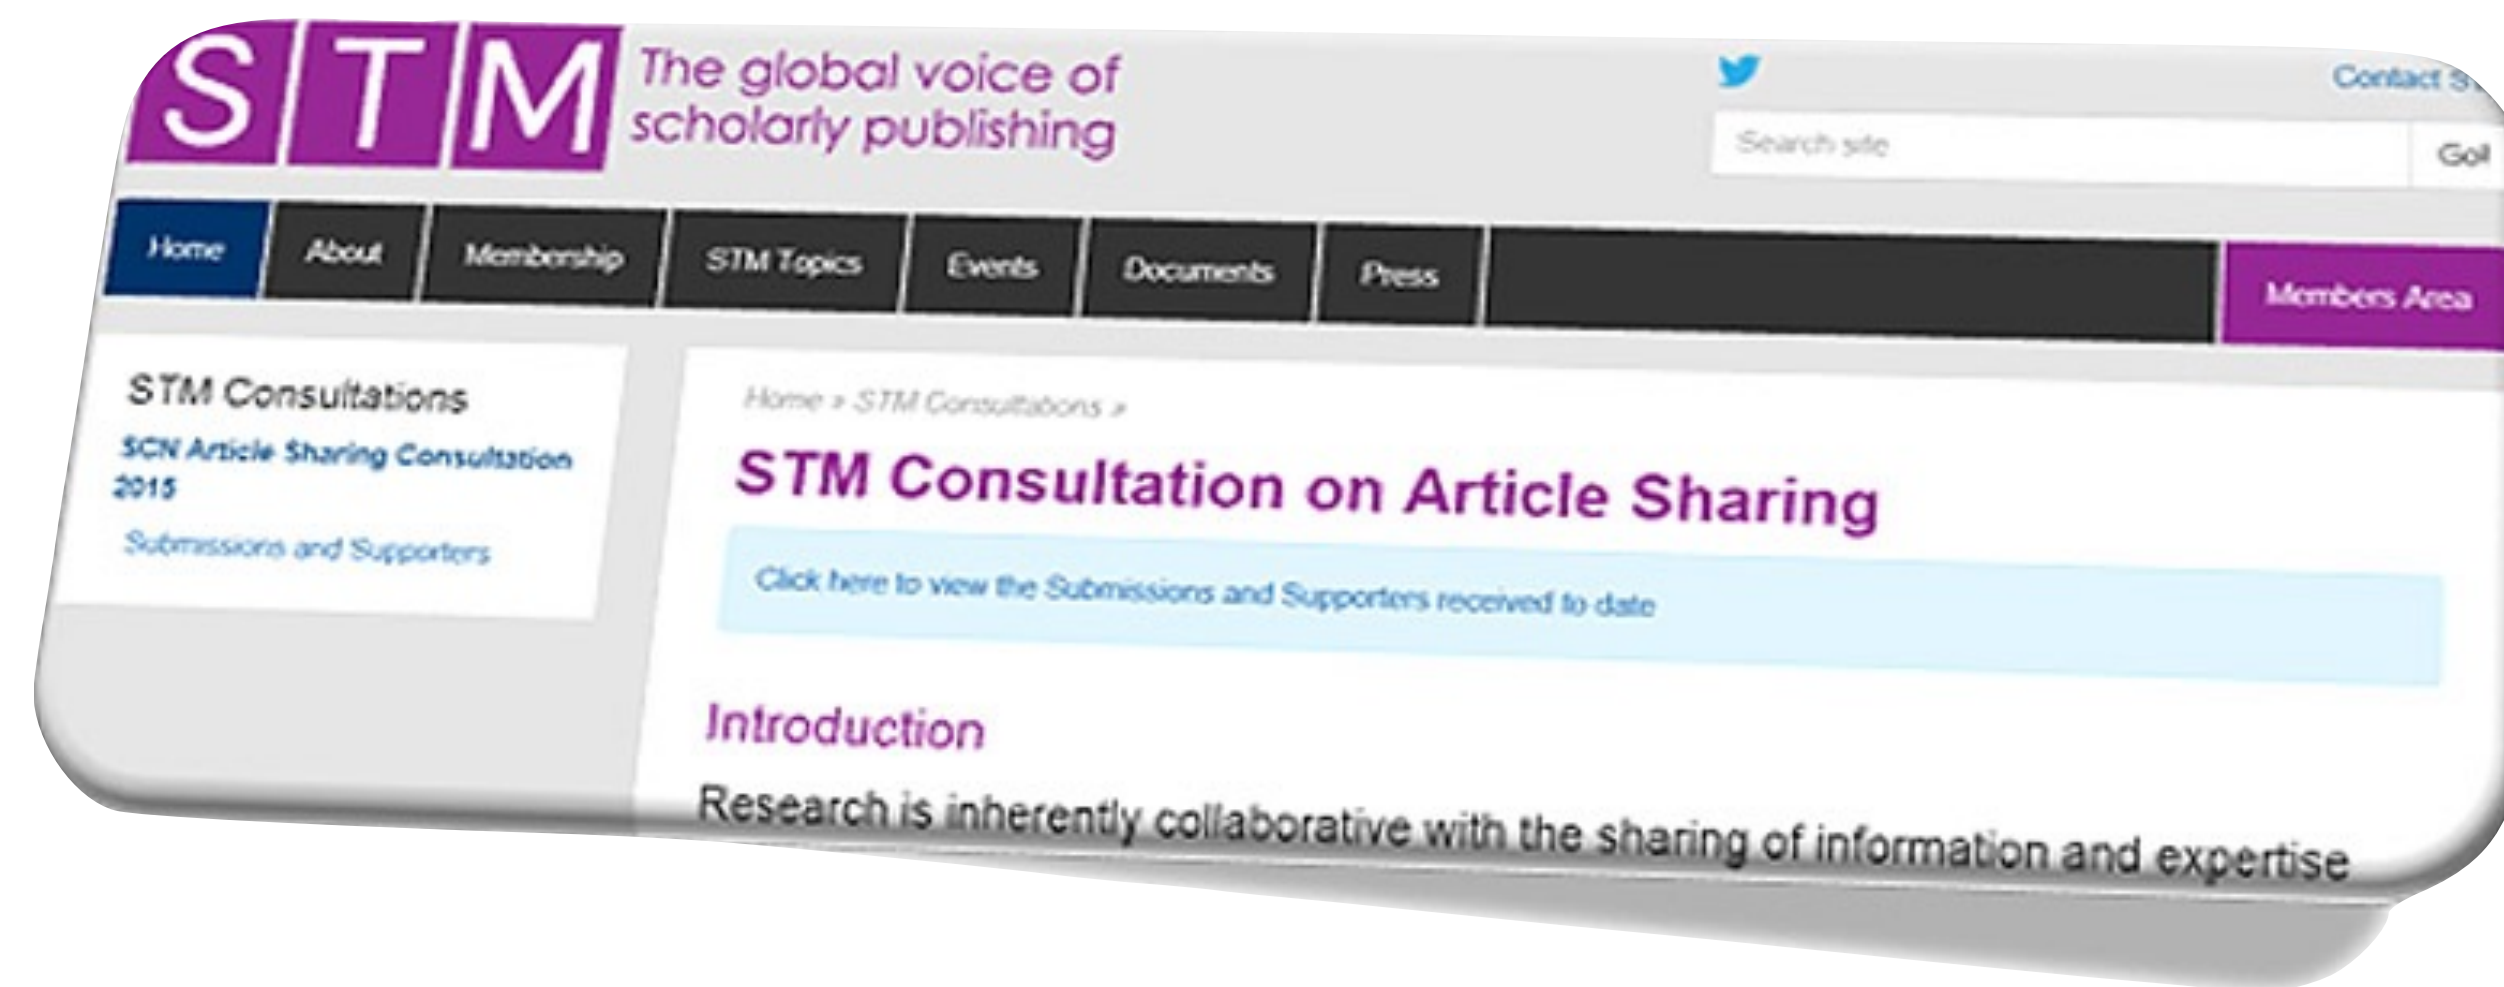 STM
The global voice of
scholarly publishing
Contact
Search site
Go!
Home
About
Membership
STM Topics
Events
Documents
Press
Members Area
STM Consultations
SCN Article Sharing Consultation
2015
Submissions and Supporters
Home » STM Consultations »
STM Consultation on Article Sharing
Click here to view the Submissions and Supporters received to date
Introduction
Research is inherently collaborative with the sharing of information and expertise